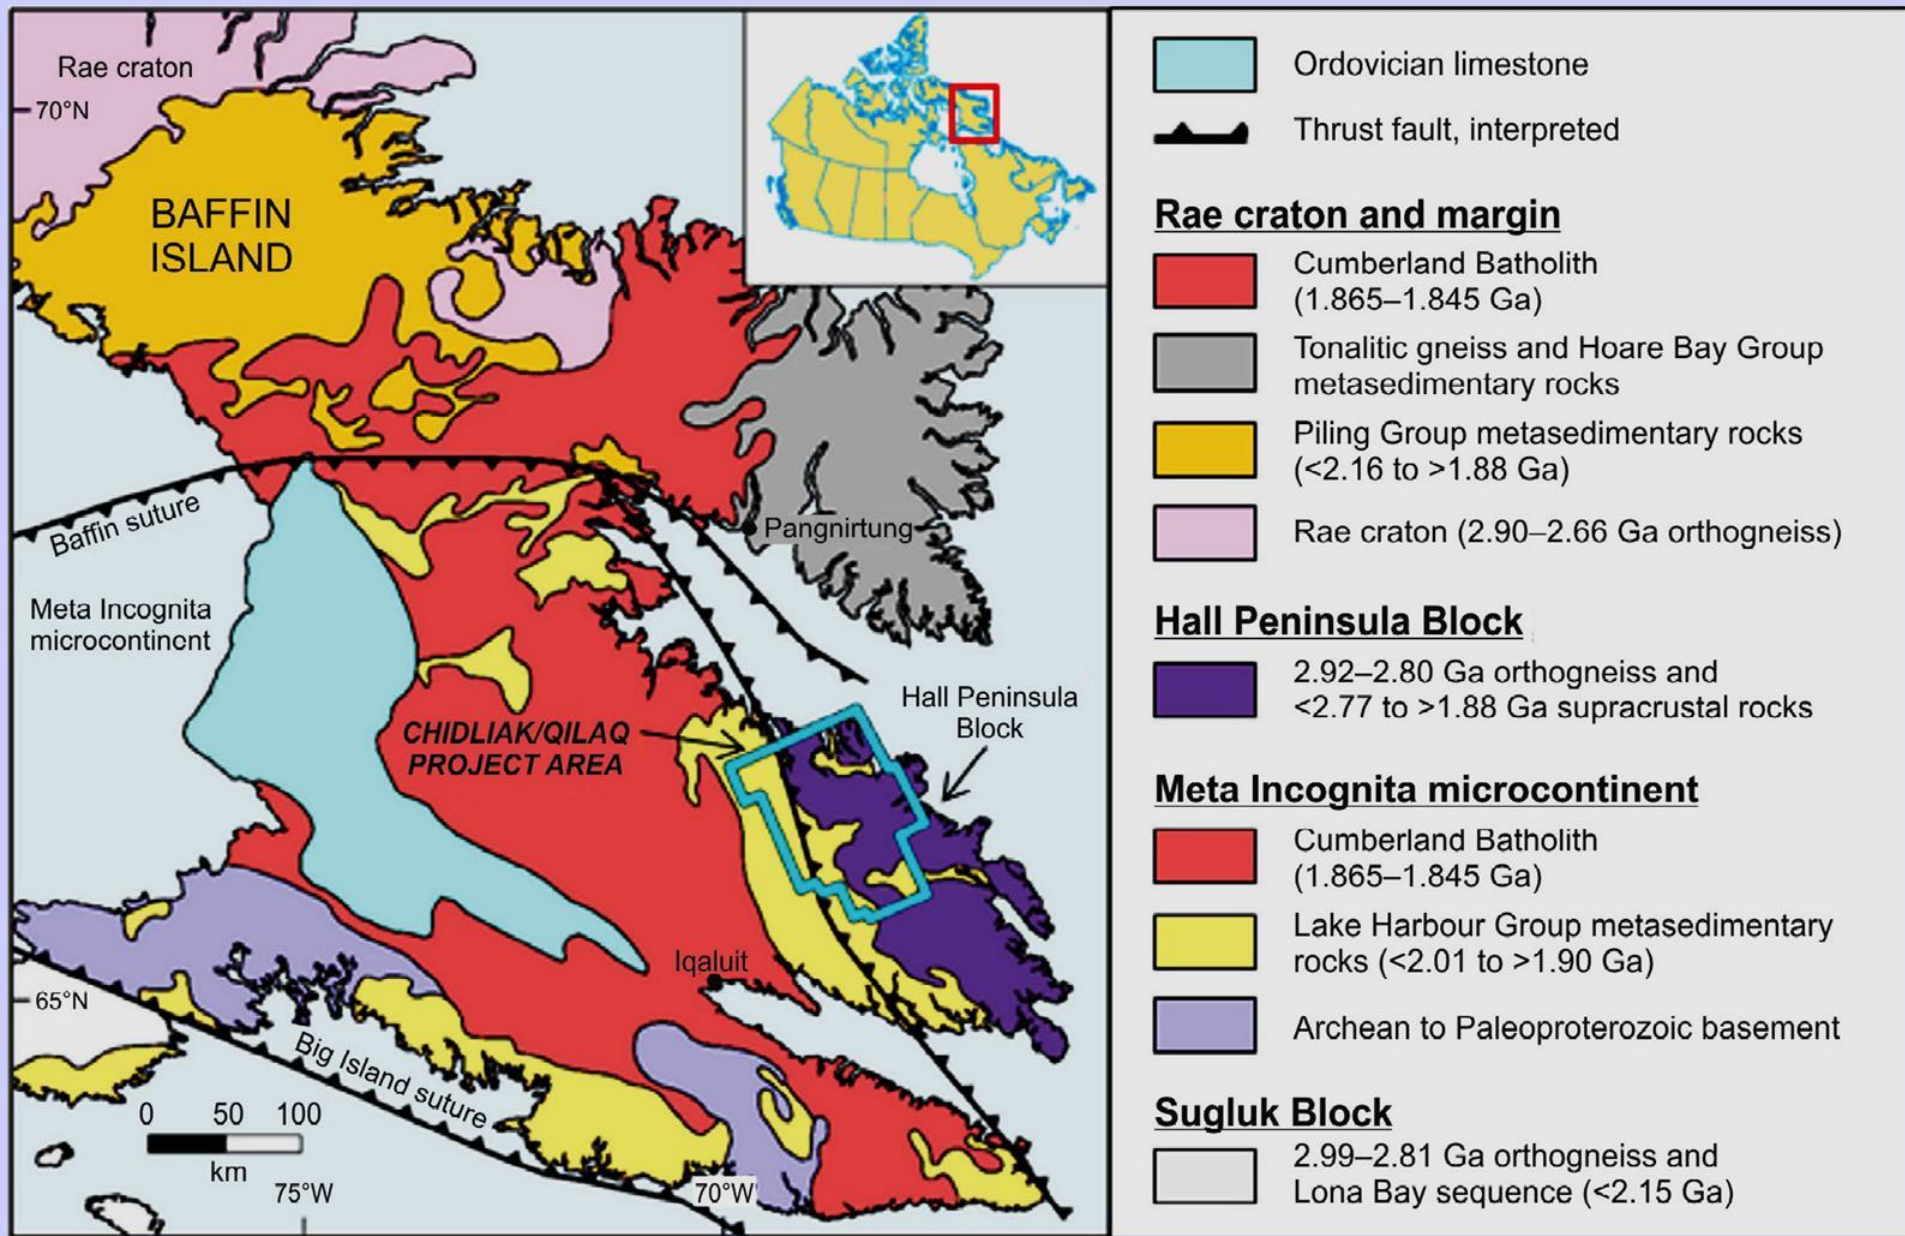 Rae craton
70°N
BAFFIN
ISLAND
Baffin suture
Pangnirtung
Meta Incognita
microcontinent
Hall Peninsula
Block
CHIDLIAK/QILAQ
PROJECT AREA
Iqaluit
65°N
Big Island suture
0 50 100
km
75°W
70°W
Ordovician limestone
Thrust fault, interpreted
Rae craton and margin
Cumberland Batholith
(1.865–1.845 Ga)
Tonalitic gneiss and Hoare Bay Group
metasedimentary rocks
Piling Group metasedimentary rocks
(<2.16 to >1.88 Ga)
Rae craton (2.90–2.66 Ga orthogneiss)
Hall Peninsula Block
2.92–2.80 Ga orthogneiss and
<2.77 to >1.88 Ga supracrustal rocks
Meta Incognita microcontinent
Cumberland Batholith
(1.865–1.845 Ga)
Lake Harbour Group metasedimentary
rocks (<2.01 to >1.90 Ga)
Archean to Paleoproterozoic basement
Sugluk Block
2.99–2.81 Ga orthogneiss and
Lona Bay sequence (<2.15 Ga)